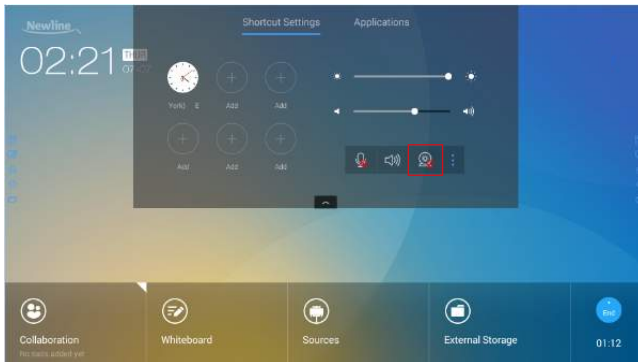 Newline
Shortcut Settings
Applications
02:21
York)
E
Add
Add
Add
Add
Add
Collaboration
No tasks added yet
Whiteboard
Sources
External Storage
End
01:12